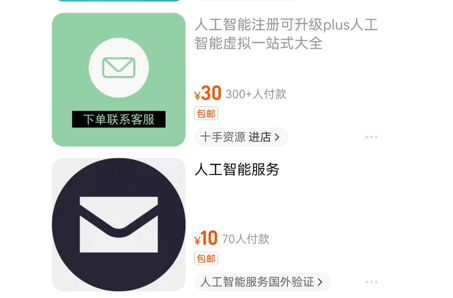 人工智能注册可升级plus人工
智能虚拟一站式大全
下单联系客服
¥30 300+人付款
包邮
十手资源 进店 >
人工智能服务
¥10 70人付款
包邮
人工智能服务国外验证 >